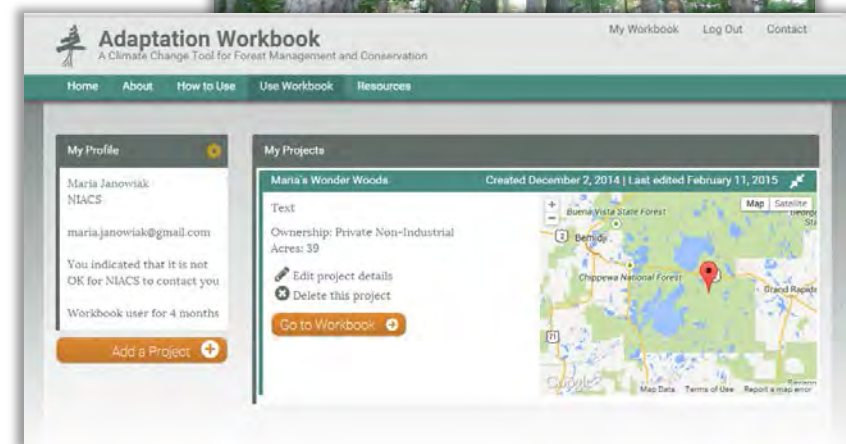 My Workbook Log Out Contact
Adaptation Workbook
A Climate Change Tool for Forest Management and Conservation
Home About How to Use Use Workbook Resources
My Profile
Maria Janowiak
NIACS
maria.janowiak@gmail.com
You indicated that it is not
OK for NIACS to contact you
Workbook user for 4 months
Add a Project
My Projects
Maria's Wonder Woods Created December 2, 2014 | Last edited February 11, 2015
Text
Ownership: Private Non-Industrial
Acres: 39
Edit project details
Delete this project
Go to Workbook
Map Satellite
Buena Vista State Forest
2
Bemidji
Chippewa National Forest
Grand Rapids
71
Google
Map Data Terms of Use Report a map error